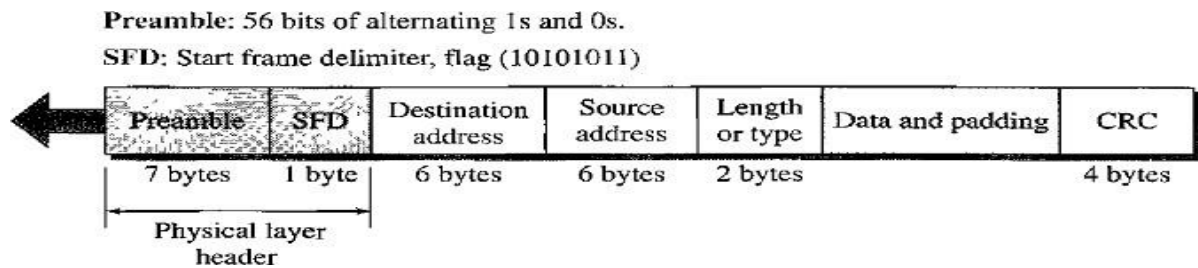 Preamble: 56 bits of alternating 1s and 0s.
SFD: Start frame delimiter, flag (10101011)
Preamble SFD Destination address Source address Length or type Data and padding CRC
7 bytes 1 byte 6 bytes 6 bytes 2 bytes 4 bytes
Physical layer
header